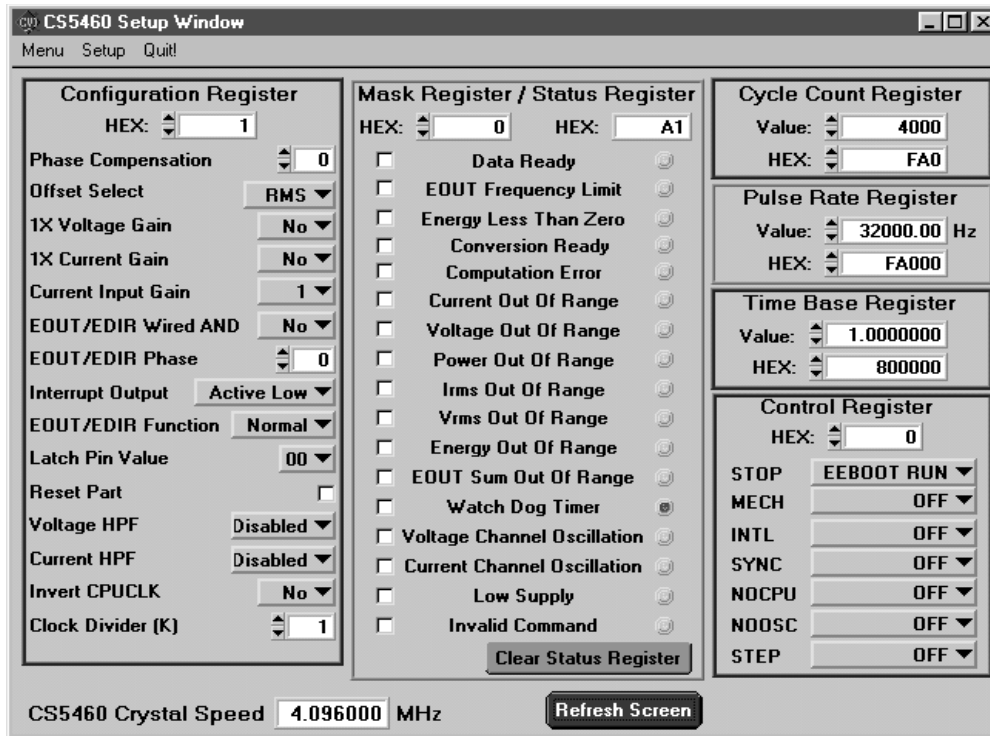 CS5460 Setup Window
Menu Setup Quit!
Configuration Register
HEX: 1
Phase Compensation 0
Offset Select RMS
1X Voltage Gain No
1X Current Gain No
Current Input Gain 1
EOUT/EDIR Wired AND No
EOUT/EDIR Phase 0
Interrupt Output Active Low
EOUT/EDIR Function Normal
Latch Pin Value 00
Reset Part
Voltage HPF Disabled
Current HPF Disabled
Invert CPUCLK No
Clock Divider (K) 1
Mask Register / Status Register
HEX: 0 HEX: A1
Data Ready
EOUT Frequency Limit
Energy Less Than Zero
Conversion Ready
Computation Error
Current Out Of Range
Voltage Out Of Range
Power Out Of Range
Irms Out Of Range
Vrms Out Of Range
Energy Out Of Range
EOUT Sum Out Of Range
Watch Dog Timer
Voltage Channel Oscillation
Current Channel Oscillation
Low Supply
Invalid Command
Clear Status Register
Cycle Count Register
Value: 4000
HEX: FA0
Pulse Rate Register
Value: 32000.00 Hz
HEX: FA000
Time Base Register
Value: 1.0000000
HEX: 800000
Control Register
HEX: 0
STOP EEBOOT RUN
MECH OFF
INTL OFF
SYNC OFF
NOCPU OFF
NOOSC OFF
STEP OFF
CS5460 Crystal Speed 4.096000 MHz
Refresh Screen